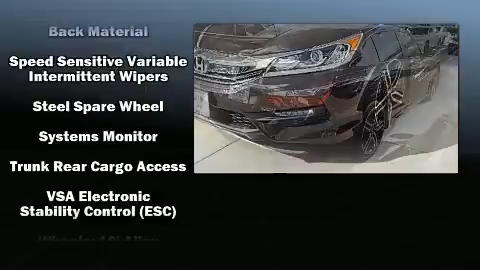 Back Material
Speed Sensitive Variable
Intermittent Wipers
Steel Spare Wheel
Systems Monitor
Trunk Rear Cargo Access
VSA Electronic
Stability Control (ESC)